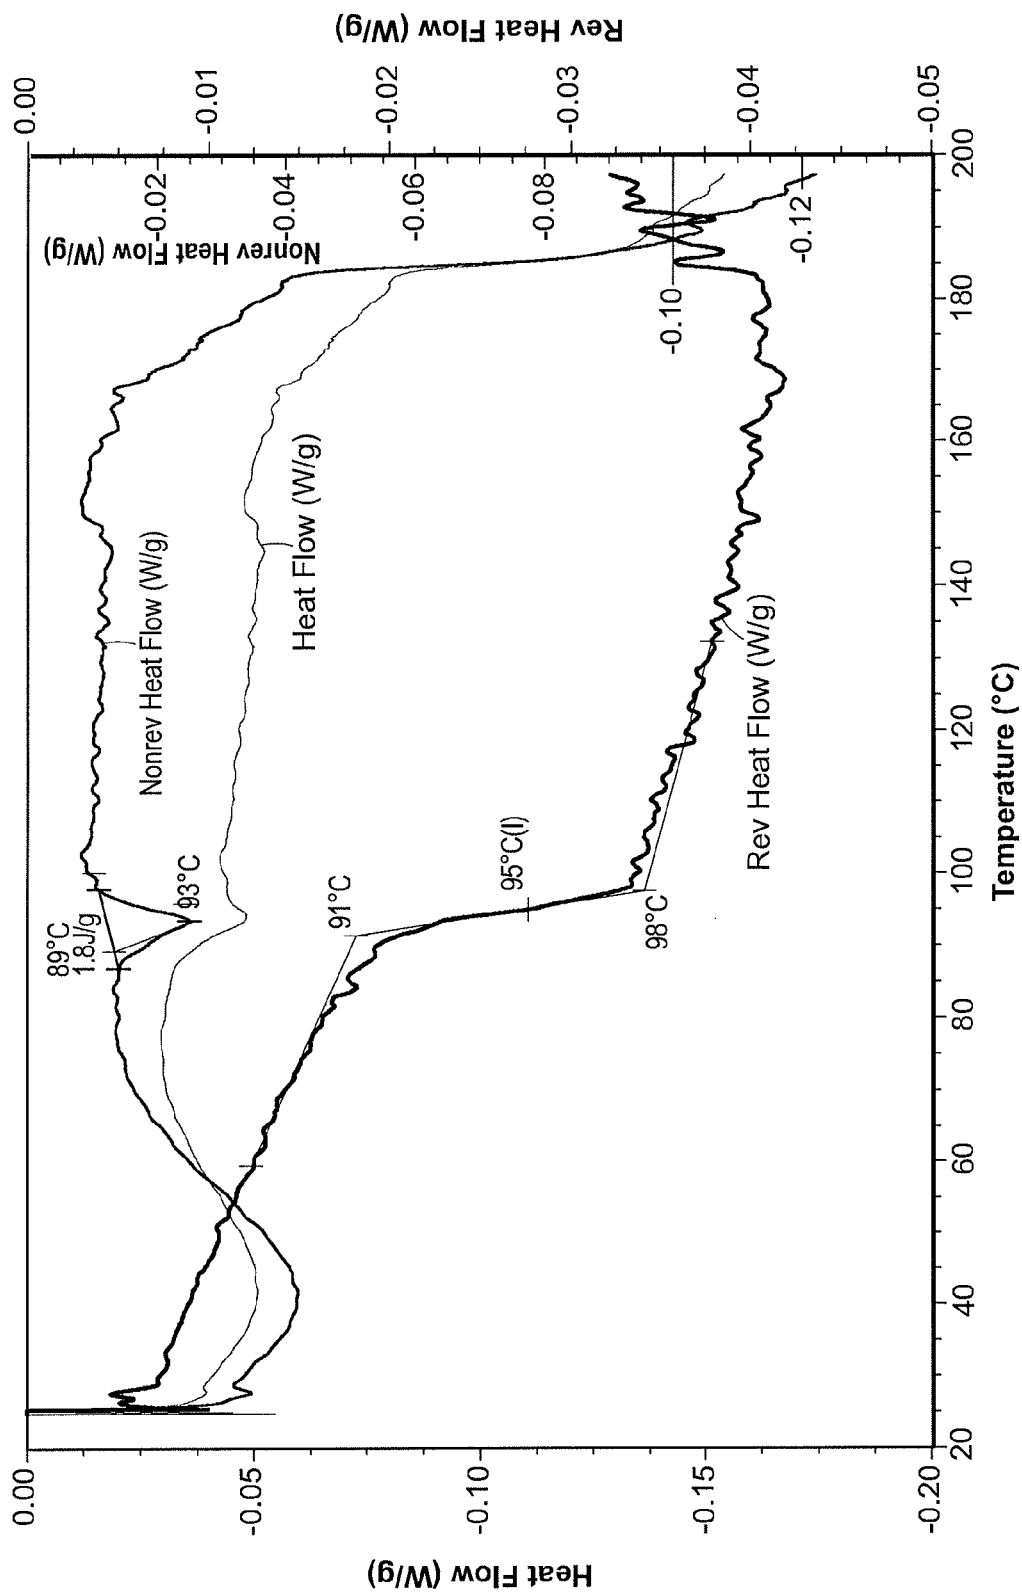 Heat Flow (W/g)
0.00
-0.05
-0.10
-0.15
-0.20
Nonrev Heat Flow (W/g)
-0.02
-0.04
-0.06
-0.08
-0.10
-0.12
Rev Heat Flow (W/g)
0.00
-0.01
-0.02
-0.03
-0.04
-0.05
89°C
1.8J/g
93°C
Nonrev Heat Flow (W/g)
Heat Flow (W/g)
91°C
95°C(I)
98°C
Rev Heat Flow (W/g)
20
40
60
80
100
120
140
160
180
200
Temperature (°C)